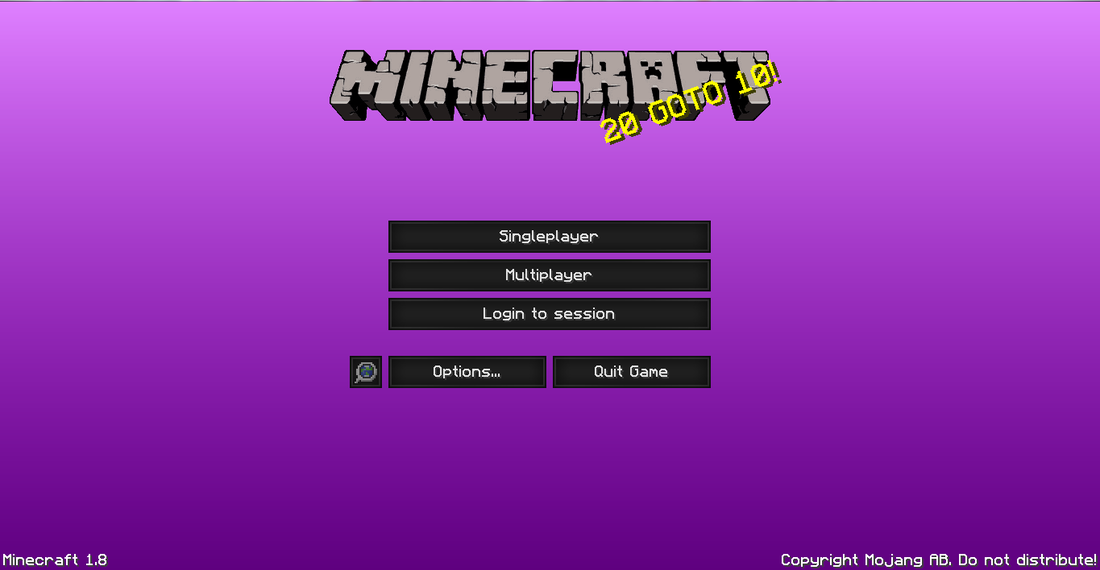 MINECRAFT
20 GOTO 10!
Singleplayer
Multiplayer
Login to session
Options...
Quit Game
Minecraft 1.8
Copyright Mojang AB. Do not distribute!